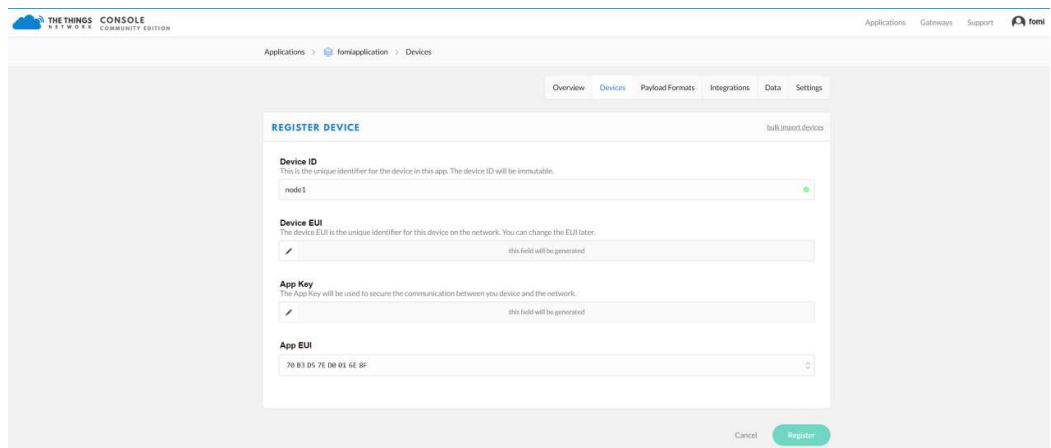 THE THINGS CONSOLE
NETWORK COMMUNITY EDITION
Applications Gateways Support fomi
Applications > fomiapplication > Devices
Overview Devices Payload Formats Integrations Data Settings
REGISTER DEVICE bulk import devices
Device ID
This is the unique identifier for the device in this app. The device ID will be immutable.
node1
Device EUI
The device EUI is the unique identifier for this device on the network. You can change the EUI later.
this field will be generated
App Key
The App Key will be used to secure the communication between you device and the network.
this field will be generated
App EUI
70 B3 D5 7E D0 01 6E 8F
Cancel Register